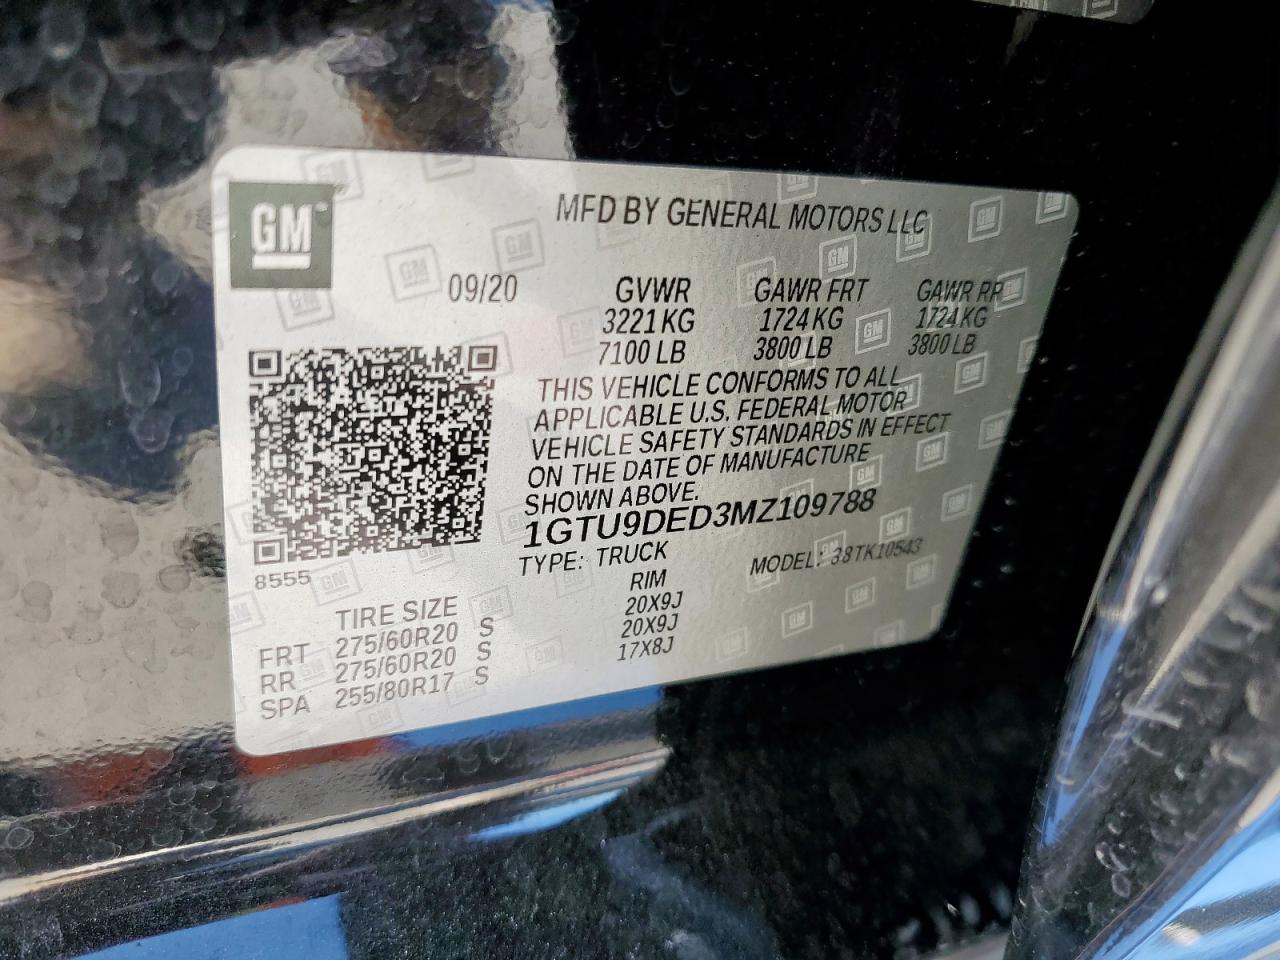 GM
MFD BY GENERAL MOTORS LLC
09/20 GVWR GAWR FRT GAWR RR
3221 KG 1724 KG 1724 KG
7100 LB 3800 LB 3800 LB
THIS VEHICLE CONFORMS TO ALL
APPLICABLE U.S. FEDERAL MOTOR
VEHICLE SAFETY STANDARDS IN EFFECT
ON THE DATE OF MANUFACTURE
SHOWN ABOVE.
1GTU9DED3MZ109788
TYPE: TRUCK MODEL: 38TK10543
8555
TIRE SIZE RIM
FRT 275/60R20 S 20X9J
RR 275/60R20 S 20X9J
SPA 255/80R17 S 17X8J